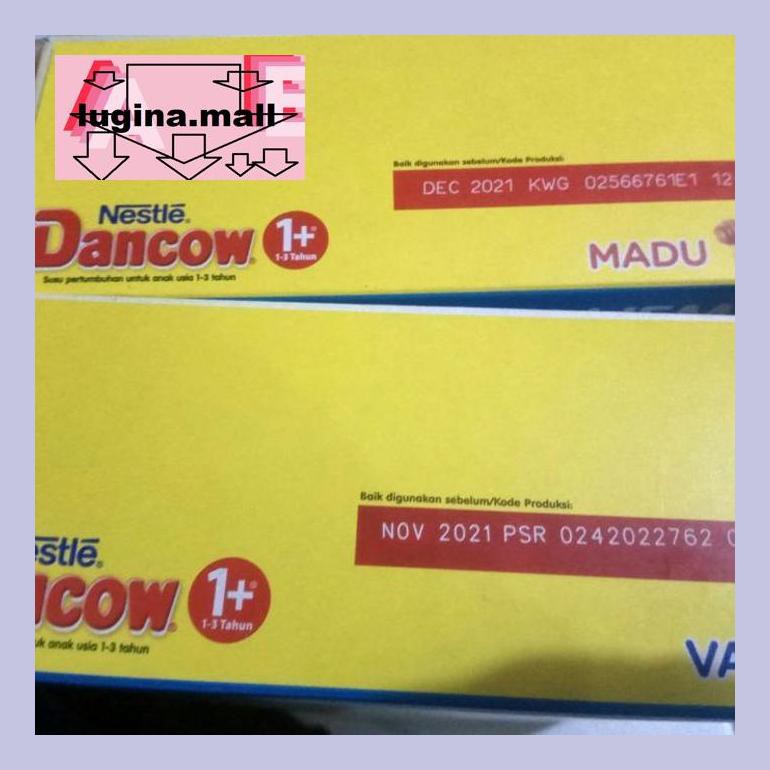 lugina.mall
Baik digunakan sebelum/Kode Produksi:
DEC 2021 KWG 02566761E1 12
Nestlé
Dancow 1+
1-3 Tahun
MADU
Susu pertumbuhan untuk anak usia 1-3 tahun
Baik digunakan sebelum/Kode Produksi:
NOV 2021 PSR 0242022762
stlé
cow 1+
1-3 Tahun
uk anak usia 1-3 tahun
VA